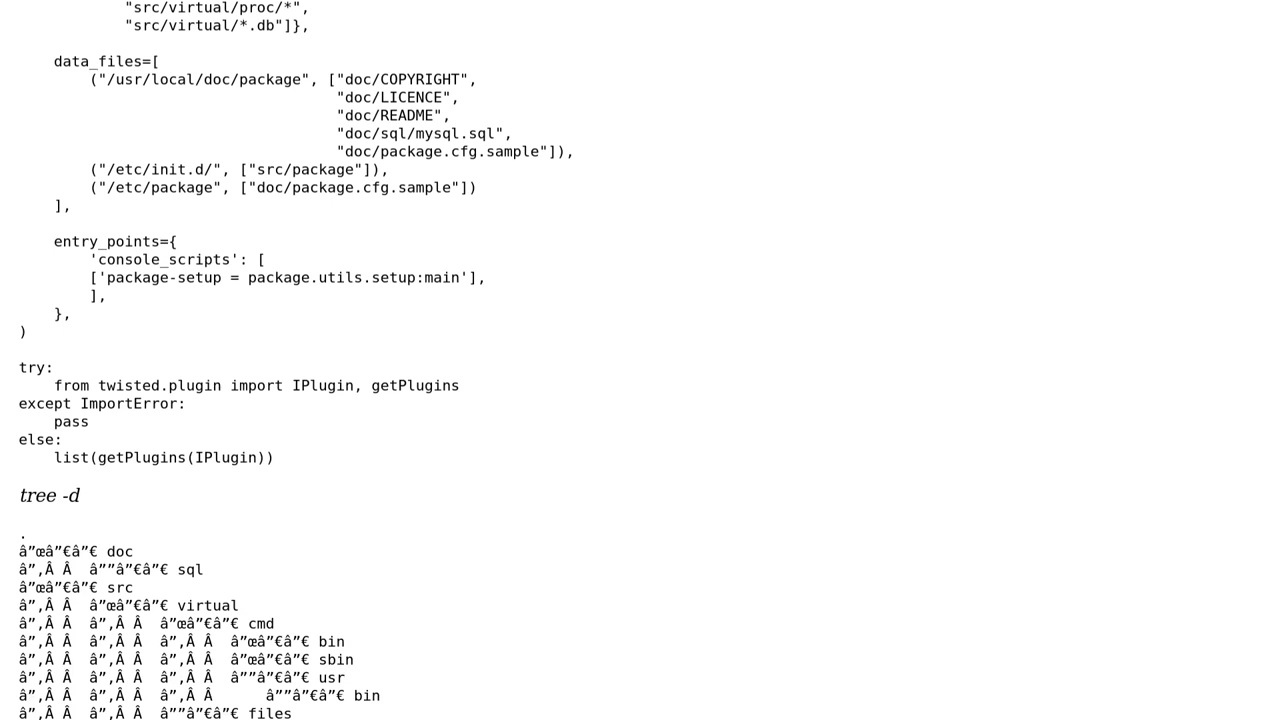 "src/virtual/proc/*",
            "src/virtual/*.db"]},

    data_files=[
        ("/usr/local/doc/package", ["doc/COPYRIGHT",
                                    "doc/LICENCE",
                                    "doc/README",
                                    "doc/sql/mysql.sql",
                                    "doc/package.cfg.sample"]),
        ("/etc/init.d/", ["src/package"]),
        ("/etc/package", ["doc/package.cfg.sample"])
    ],

    entry_points={
        'console_scripts': [
        ['package-setup = package.utils.setup:main'],
        ],
    },
)

try:
    from twisted.plugin import IPlugin, getPlugins
except ImportError:
    pass
else:
    list(getPlugins(IPlugin))

tree -d

.
â”œâ”€â”€ doc
â”‚Â Â  â””â”€â”€ sql
â”œâ”€â”€ src
â”‚Â Â  â”œâ”€â”€ virtual
â”‚Â Â  â”‚Â Â  â”œâ”€â”€ cmd
â”‚Â Â  â”‚Â Â  â”‚Â Â  â”œâ”€â”€ bin
â”‚Â Â  â”‚Â Â  â”‚Â Â  â”œâ”€â”€ sbin
â”‚Â Â  â”‚Â Â  â”‚Â Â  â””â”€â”€ usr
â”‚Â Â  â”‚Â Â  â”‚Â Â      â””â”€â”€ bin
â”‚Â Â  â”‚Â Â  â””â”€â”€ files